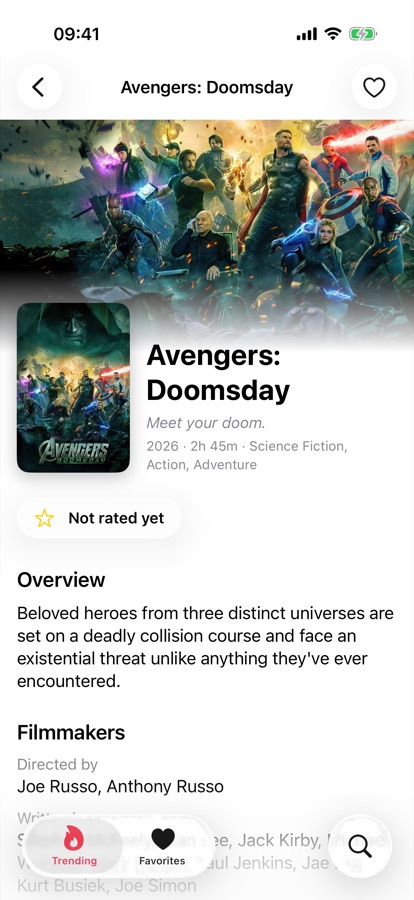 09:41
Avengers: Doomsday
AVENGERS
DOOMSDAY
Avengers:
Doomsday
Meet your doom.
2026 · 2h 45m · Science Fiction,
Action, Adventure
Not rated yet
Overview
Beloved heroes from three distinct universes are
set on a deadly collision course and face an
existential threat unlike anything they've ever
encountered.
Filmmakers
Directed by
Joe Russo, Anthony Russo
Jack Kirby,
Jenkins,
Kurt Busiek, Joe Simon
Trending
Favorites